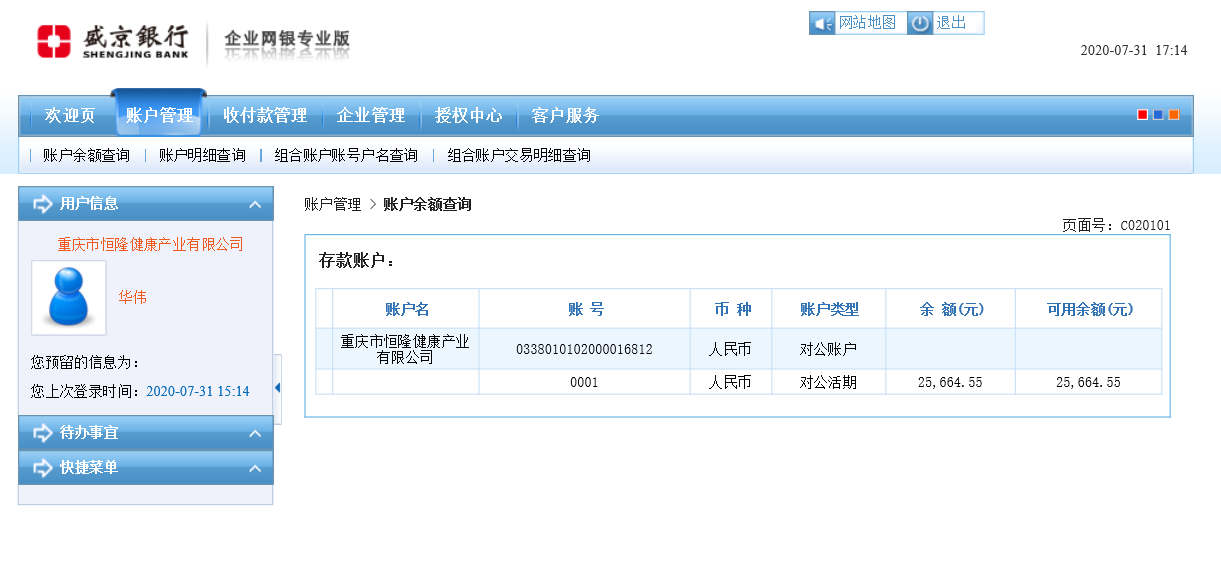 盛京銀行
SHENGJING BANK
企业网银专业版
网站地图 退出
2020-07-31 17:14
欢迎页 账户管理 收付款管理 企业管理 授权中心 客户服务
账户余额查询 账户明细查询 组合账户账号户名查询 组合账户交易明细查询
用户信息
重庆市恒隆健康产业有限公司
华伟
您预留的信息为：
您上次登录时间：2020-07-31 15:14
待办事宜
快捷菜单
账户管理 > 账户余额查询
页面号：C020101
存款账户：
账户名 账 号 币 种 账户类型 余 额(元) 可用余额(元)
重庆市恒隆健康产业
有限公司 0338010102000016812 人民币 对公账户
0001 人民币 对公活期 25,664.55 25,664.55